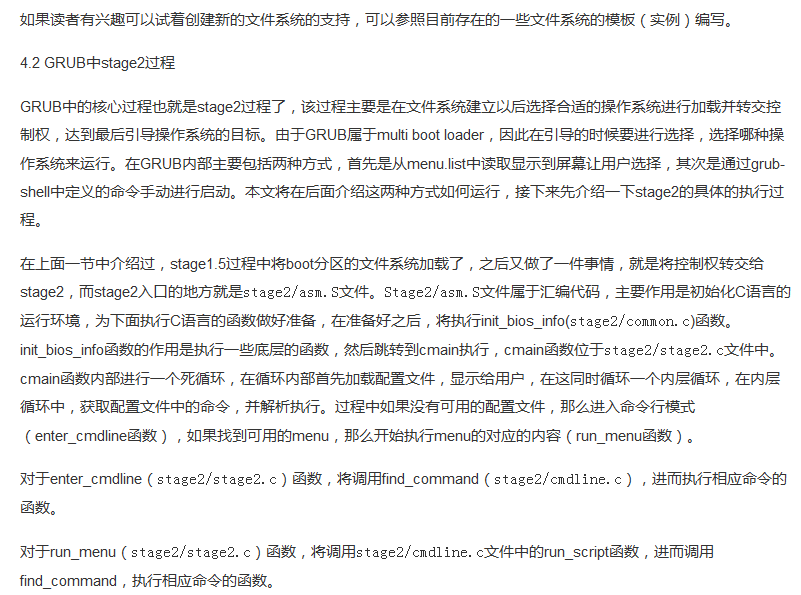 如果读者有兴趣可以试着创建新的文件系统的支持，可以参照目前存在的一些文件系统的模板（实例）编写。
4.2 GRUB中stage2过程
GRUB中的核心过程也就是stage2过程了，该过程主要是在文件系统建立以后选择合适的操作系统进行加载并转交控
制权，达到最后引导操作系统的目标。由于GRUB属于multi boot loader，因此在引导的时候要进行选择，选择哪种操
作系统来运行。在GRUB内部主要包括两种方式，首先是从menu.list中读取显示到屏幕让用户选择，其次是通过grub-
shell中定义的命令手动进行启动。本文将在后面介绍这两种方式如何运行，接下来先介绍一下stage2的具体的执行过
程。
在上面一节中介绍过，stage1.5过程中将boot分区的文件系统加载了，之后又做了一件事情，就是将控制权转交给
stage2，而stage2入口的地方就是stage2/asm.S文件。Stage2/asm.S文件属于汇编代码，主要作用是初始化C语言的
运行环境，为下面执行C语言的函数做好准备，在准备好之后，将执行init_bios_info(stage2/common.c)函数。
init_bios_info函数的作用是执行一些底层的函数，然后跳转到cmain执行，cmain函数位于stage2/stage2.c文件中。
cmain函数内部进行一个死循环，在循环内部首先加载配置文件，显示给用户，在这同时循环一个内层循环，在内层
循环中，获取配置文件中的命令，并解析执行。过程中如果没有可用的配置文件，那么进入命令行模式
（enter_cmdline函数），如果找到可用的menu，那么开始执行menu的对应的内容（run_menu函数）。
对于enter_cmdline（stage2/stage2.c）函数，将调用find_command（stage2/cmdline.c），进而执行相应命令的
函数。
对于run_menu（stage2/stage2.c）函数，将调用stage2/cmdline.c文件中的run_script函数，进而调用
find_command，执行相应命令的函数。